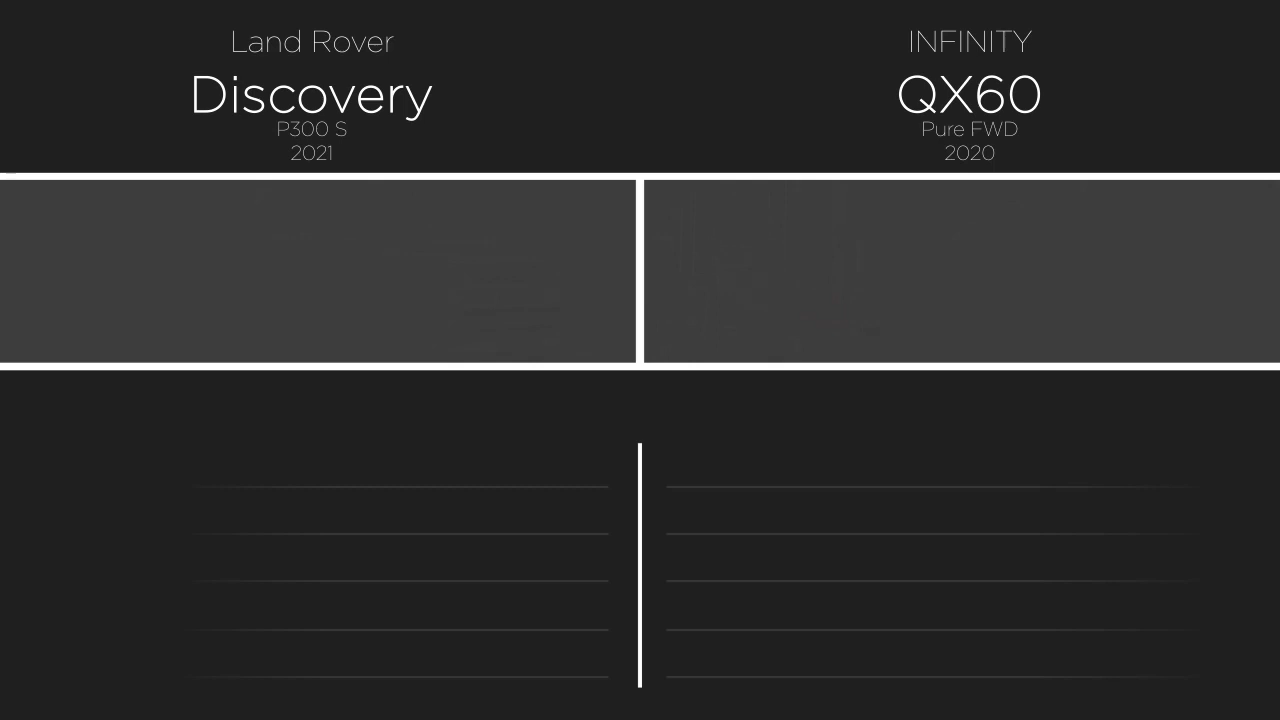 Land Rover
Discovery
P300 S
2021
INFINITY
QX60
Pure FWD
2020